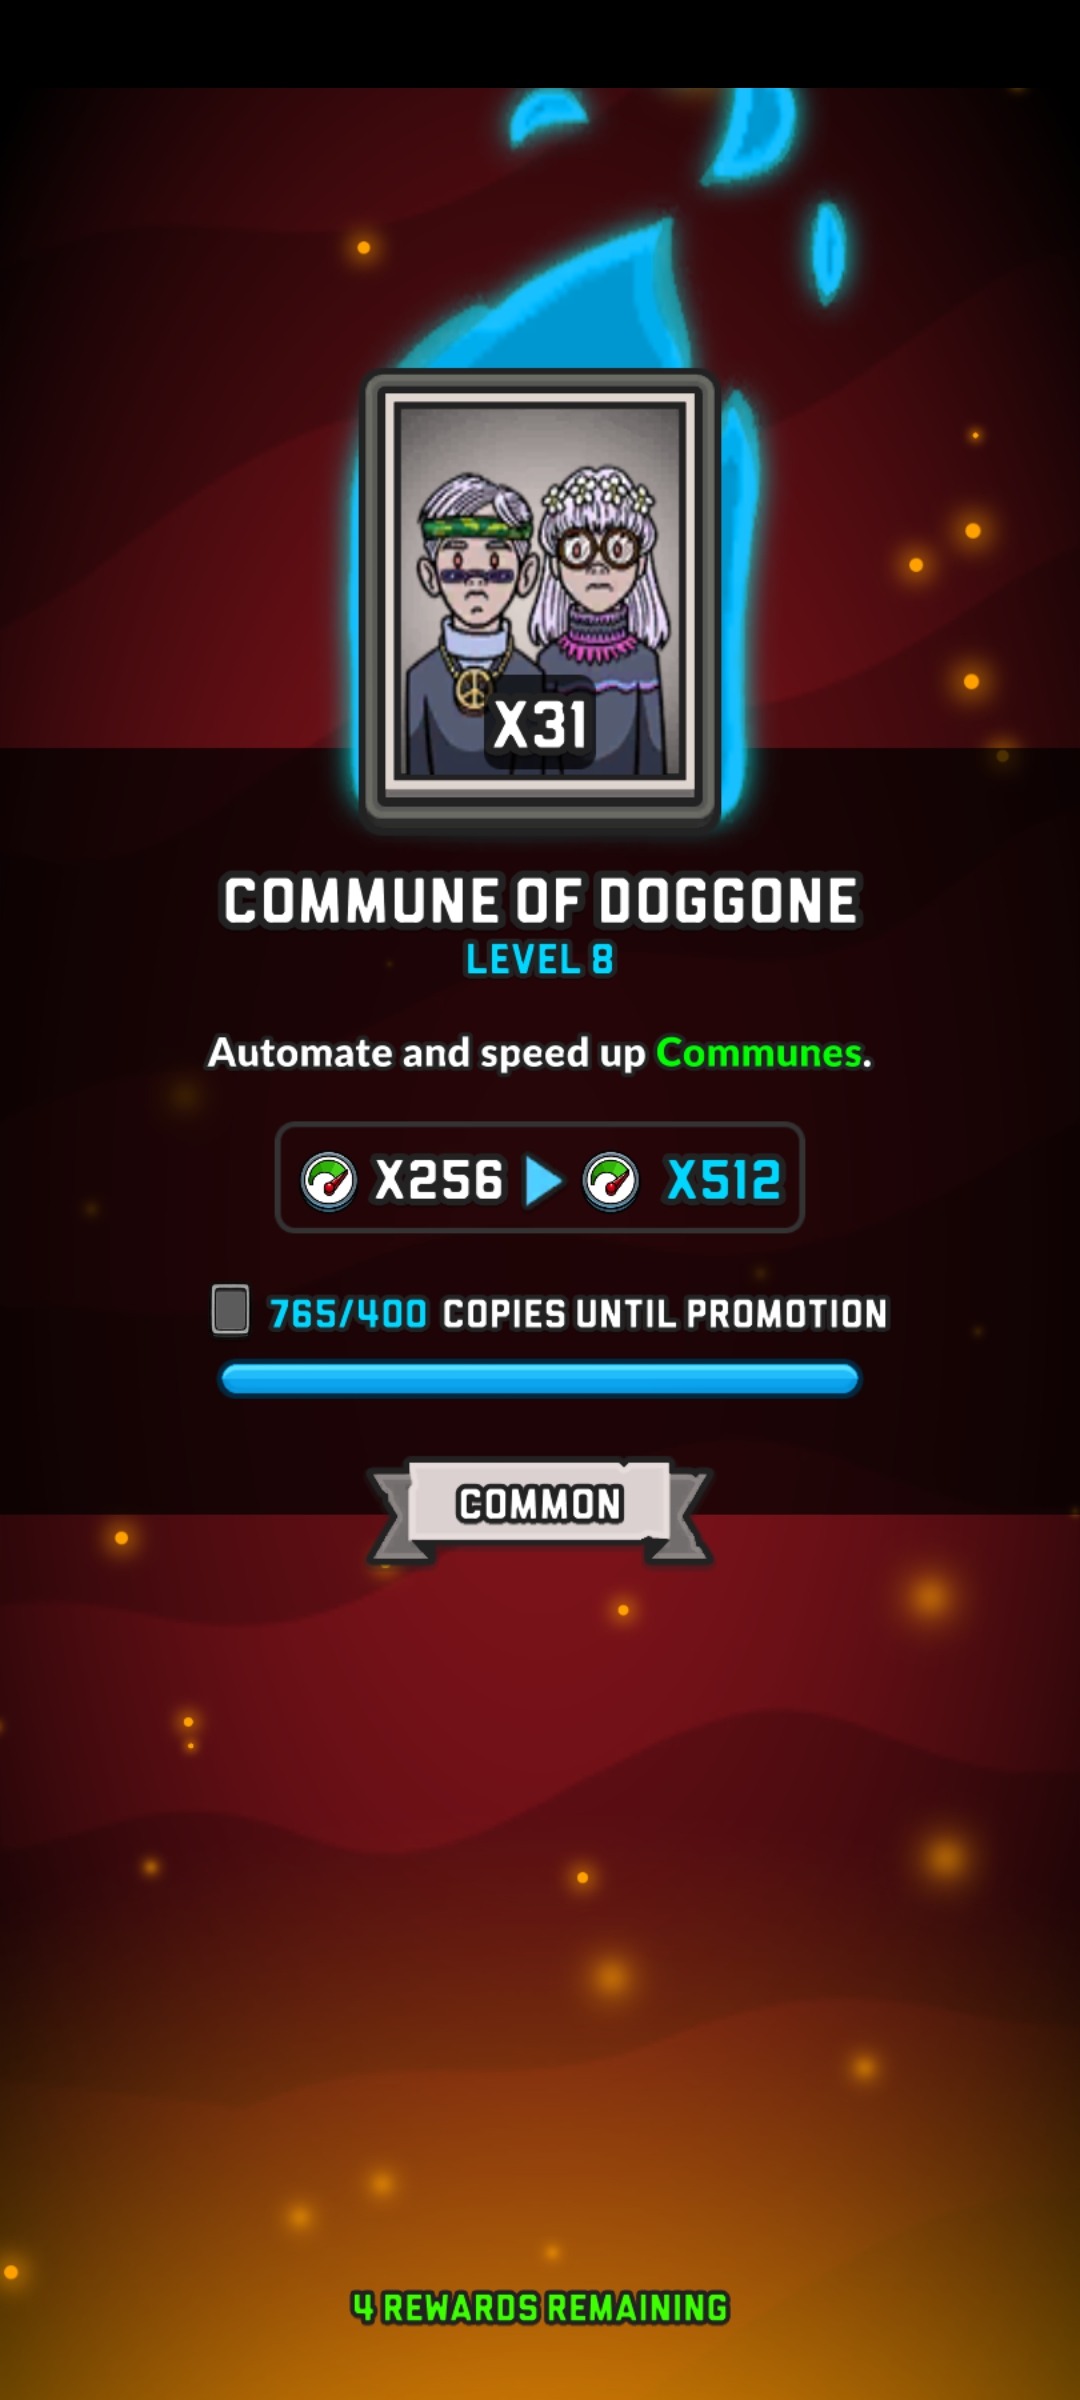 X31
COMMUNE OF DOGGONE
LEVEL 8
Automate and speed up Communes.
X256 X512
765/400 COPIES UNTIL PROMOTION
COMMON
4 REWARDS REMAINING